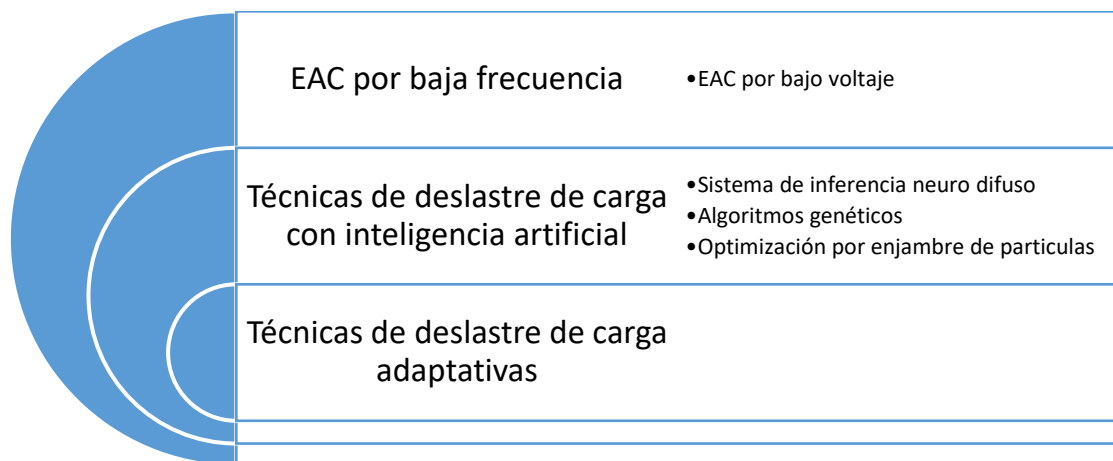 EAC por baja frecuencia
•EAC por bajo voltaje
Técnicas de deslastre de carga
con inteligencia artificial
•Sistema de inferencia neuro difuso
•Algoritmos genéticos
•Optimización por enjambre de particulas
Técnicas de deslastre de carga
adaptativas